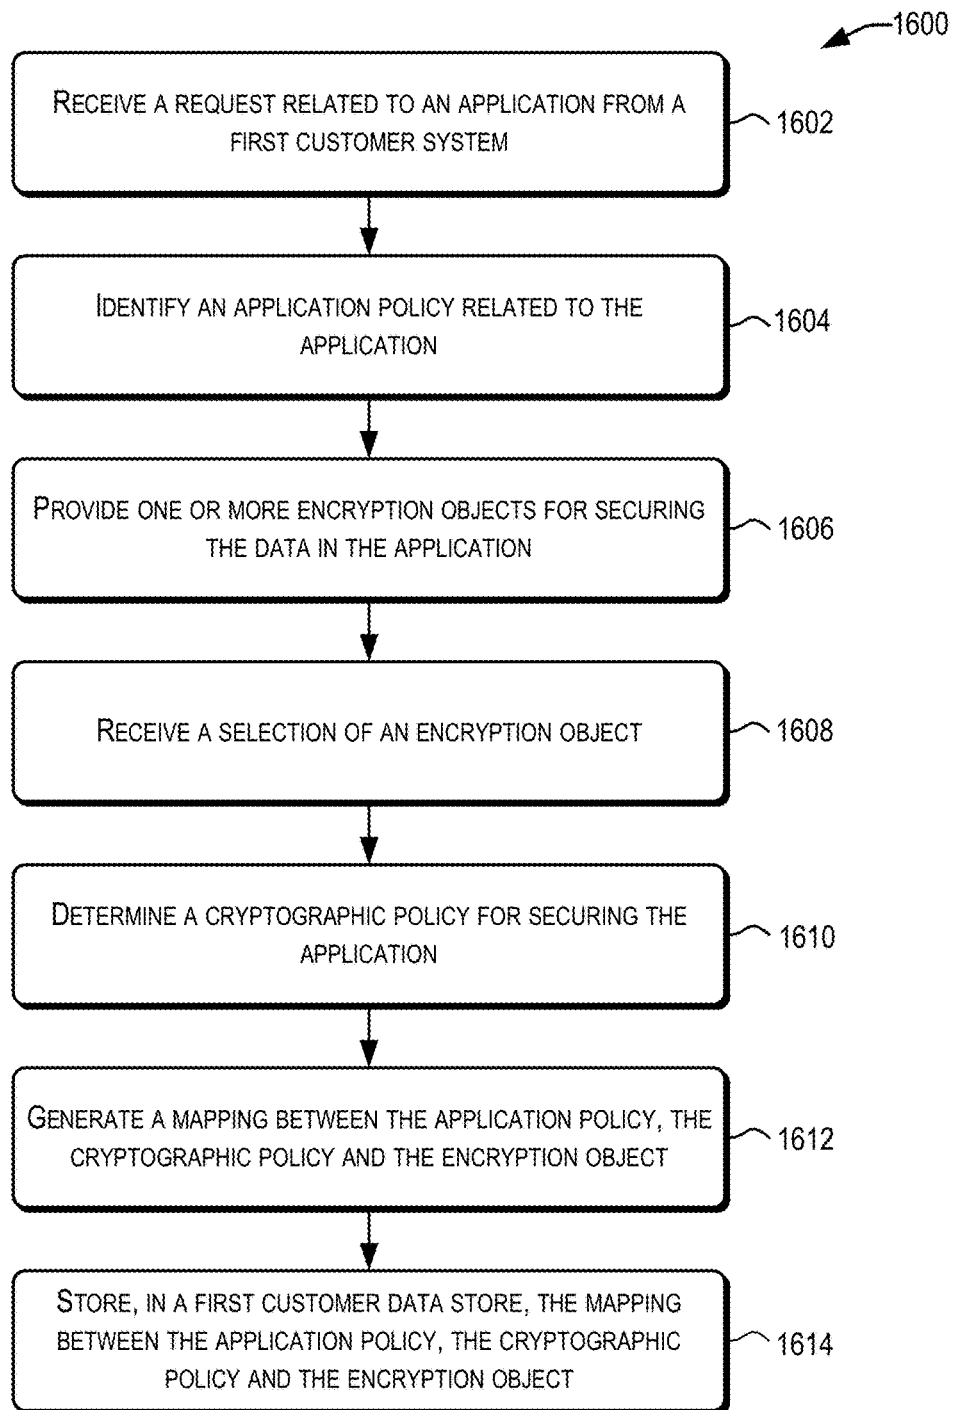 1600
RECEIVE A REQUEST RELATED TO AN APPLICATION FROM A
FIRST CUSTOMER SYSTEM
1602
IDENTIFY AN APPLICATION POLICY RELATED TO THE
APPLICATION
1604
PROVIDE ONE OR MORE ENCRYPTION OBJECTS FOR SECURING
THE DATA IN THE APPLICATION
1606
RECEIVE A SELECTION OF AN ENCRYPTION OBJECT
1608
DETERMINE A CRYPTOGRAPHIC POLICY FOR SECURING THE
APPLICATION
1610
GENERATE A MAPPING BETWEEN THE APPLICATION POLICY, THE
CRYPTOGRAPHIC POLICY AND THE ENCRYPTION OBJECT
1612
STORE, IN A FIRST CUSTOMER DATA STORE, THE MAPPING
BETWEEN THE APPLICATION POLICY, THE CRYPTOGRAPHIC
POLICY AND THE ENCRYPTION OBJECT
1614